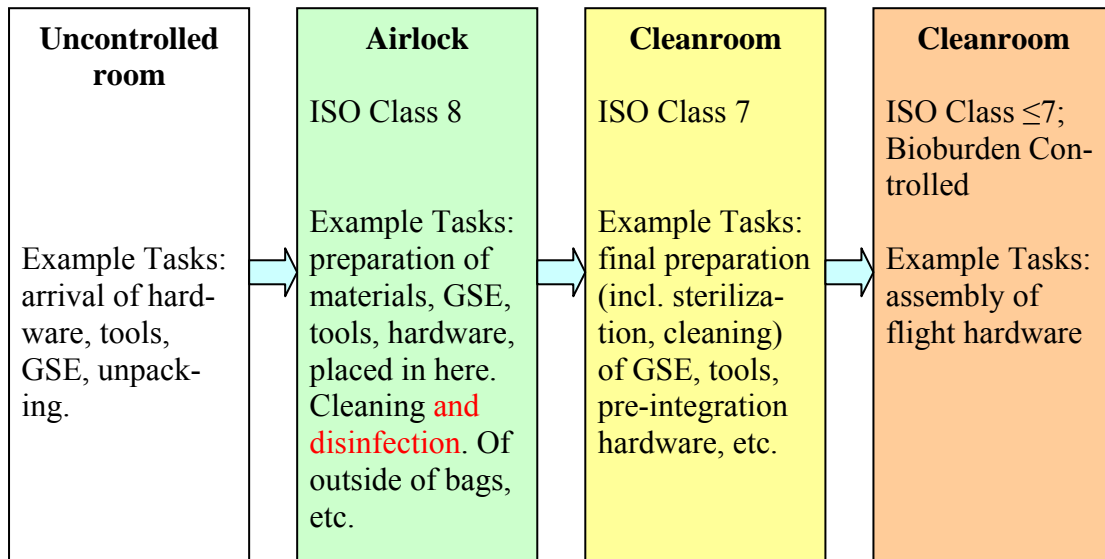 Uncontrolled
room
Example Tasks:
arrival of hard-
ware, tools,
GSE, unpack-
ing.
Airlock
ISO Class 8
Example Tasks:
preparation of
materials, GSE,
tools, hardware,
placed in here.
Cleaning and
disinfection. Of
outside of bags,
etc.
Cleanroom
ISO Class 7
Example Tasks:
final preparation
(incl. steriliza-
tion, cleaning)
of GSE, tools,
pre-integration
hardware, etc.
Cleanroom
ISO Class ≤7;
Bioburden Con-
trolled
Example Tasks:
assembly of
flight hardware